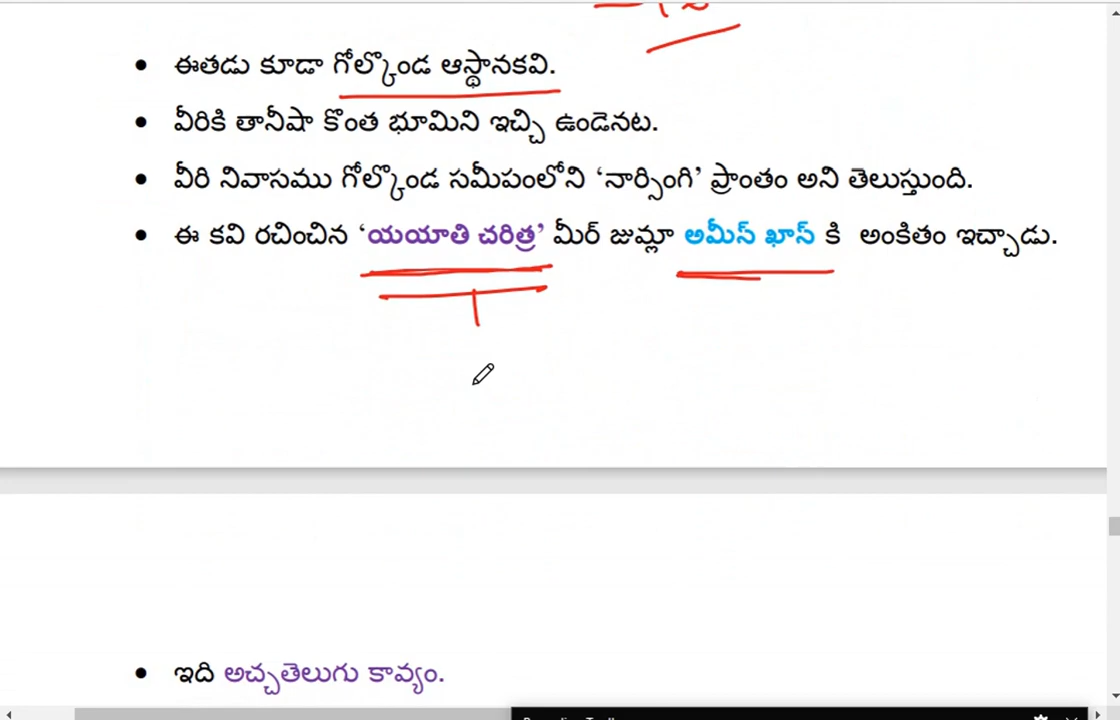 • ఈతడు కూడా గోల్కొండ ఆస్థానకవి.
• వీరికి తానీషా కొంత భూమిని ఇచ్చి ఉండెనట.
• వీరి నివాసము గోల్కొండ సమీపంలోని ‘నార్సింగి’ ప్రాంతం అని తెలుస్తుంది.
• ఈ కవి రచించిన ‘యయాతి చరిత్ర’ మీర్ జుమ్లా అమీన్ ఖాన్ కి అంకితం ఇచ్చాడు.
• ఇది అచ్చతెలుగు కావ్యం.